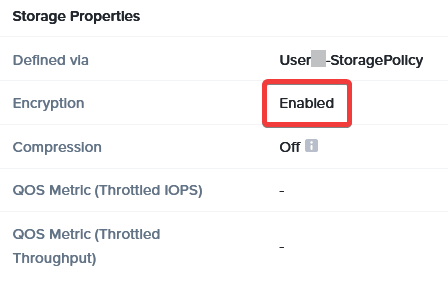 Storage Properties
Defined via User -StoragePolicy
Encryption Enabled
Compression Off
QOS Metric (Throttled IOPS) -
QOS Metric (Throttled
Throughput) -